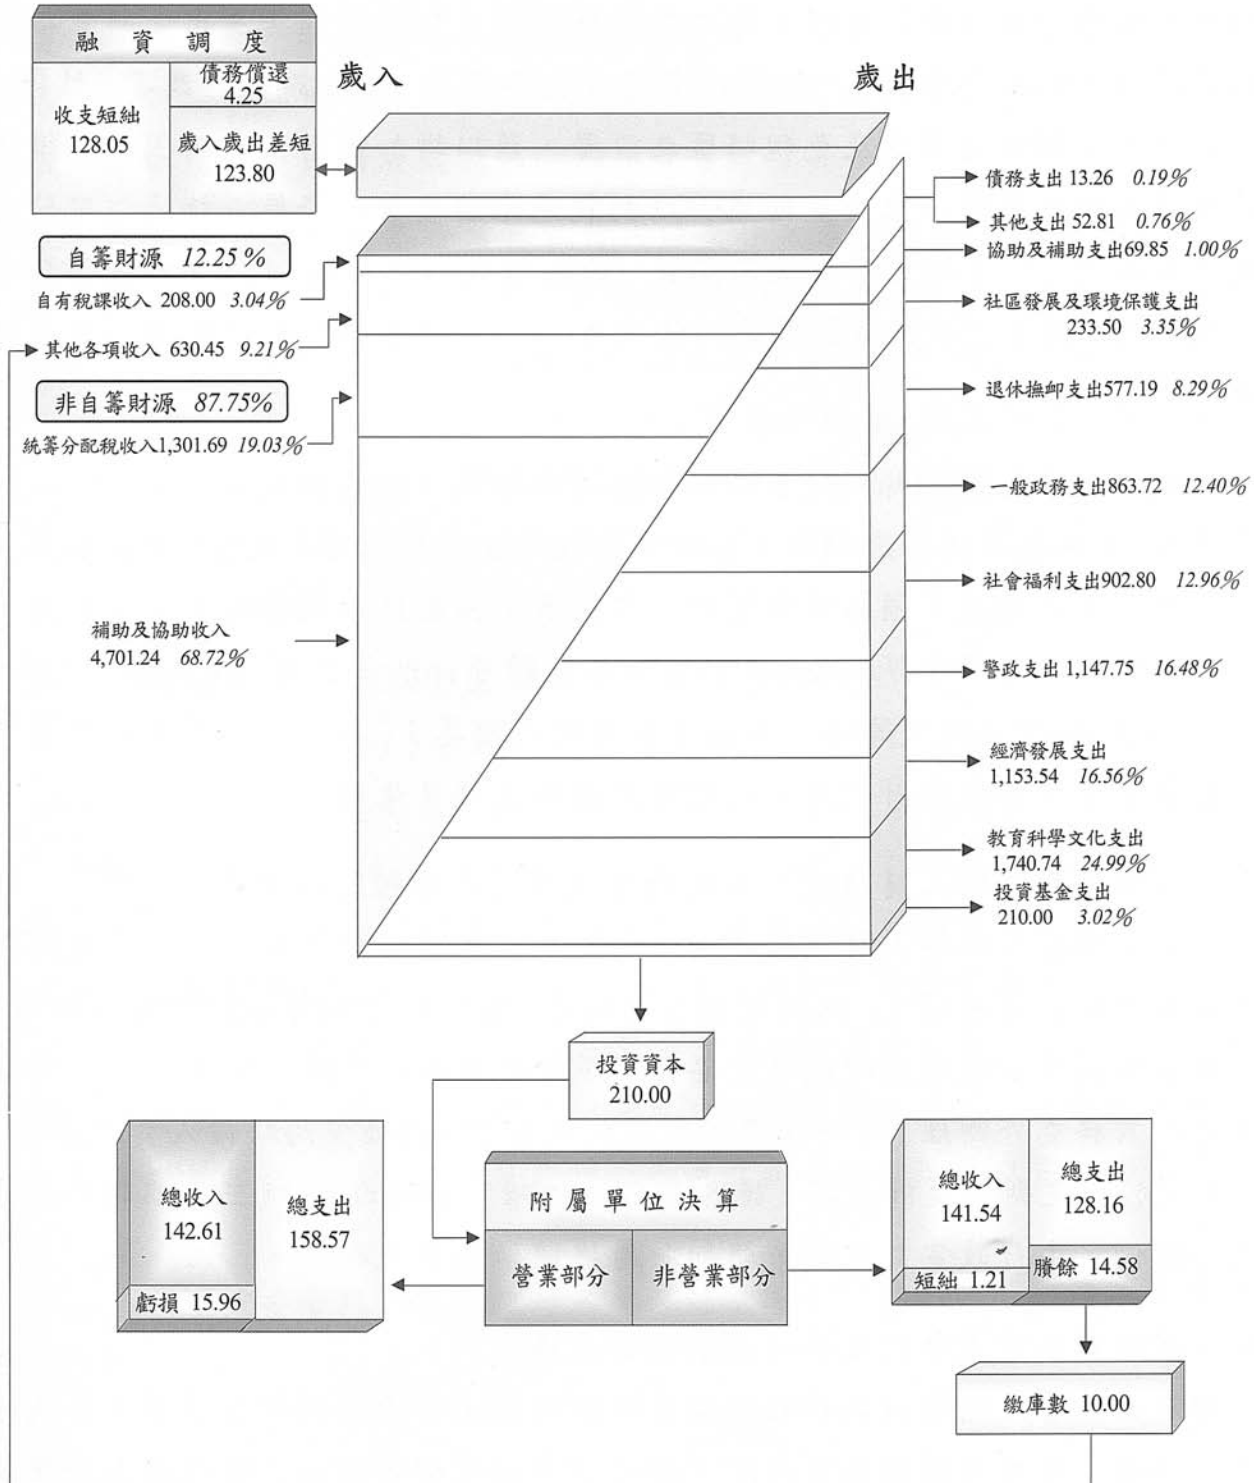 融資調度
收支短絀
128.05
債務償還
4.25
歲入歲出差短
123.80
歲入
歲出
自籌財源 12.25%
自有稅課收入 208.00 3.04%
其他各項收入 630.45 9.21%
非自籌財源 87.75%
統籌分配稅收入1,301.69 19.03%
補助及協助收入
4,701.24 68.72%
債務支出 13.26 0.19%
其他支出 52.81 0.76%
協助及補助支出69.85 1.00%
社區發展及環境保護支出
233.50 3.35%
退休撫卹支出577.19 8.29%
一般政務支出863.72 12.40%
社會福利支出902.80 12.96%
警政支出 1,147.75 16.48%
經濟發展支出
1,153.54 16.56%
教育科學文化支出
1,740.74 24.99%
投資基金支出
210.00 3.02%
投資資本
210.00
總收入
142.61
虧損 15.96
總支出
158.57
附屬單位決算
營業部分
非營業部分
總收入
141.54
短絀 1.21
總支出
128.16
賸餘 14.58
繳庫數 10.00